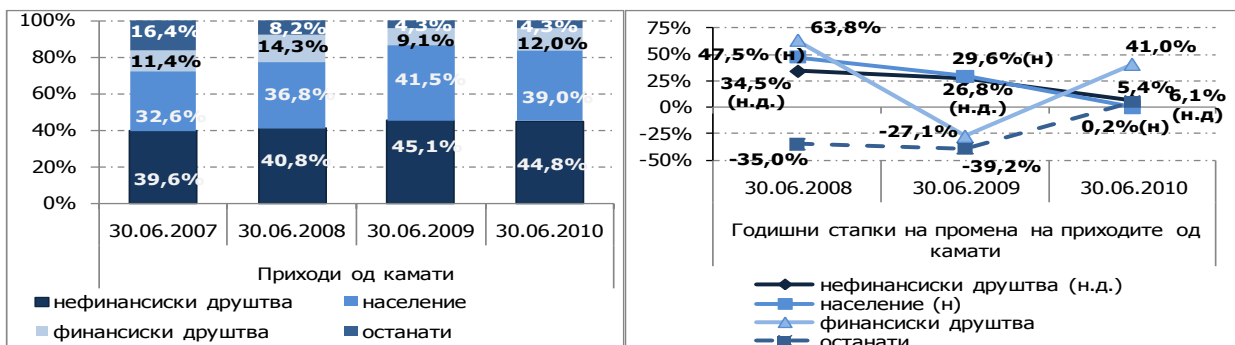 100%
80%
60%
40%
20%
0%
16,4%
11,4%
32,6%
39,6%
8,2%
14,3%
36,8%
40,8%
4,3%
9,1%
41,5%
45,1%
4,3%
12,0%
39,0%
44,8%
30.06.2007 30.06.2008 30.06.2009 30.06.2010
Приходи од камати
нефинансиски друштва население
финансиски друштва останати
75%
50%
25%
0%
-25%
-50%
63,8%
47,5% (н)
34,5%
(н.д.)
-35,0%
29,6%(н)
26,8%
(н.д.)
-27,1%
-39,2%
41,0%
5,4%
6,1%
(н.д)
0,2%(н)
30.06.2008 30.06.2009 30.06.2010
Годишни стапки на промена на приходите од
камати
нефинансиски друштва (н.д.)
население (н)
финансиски друштва
останати